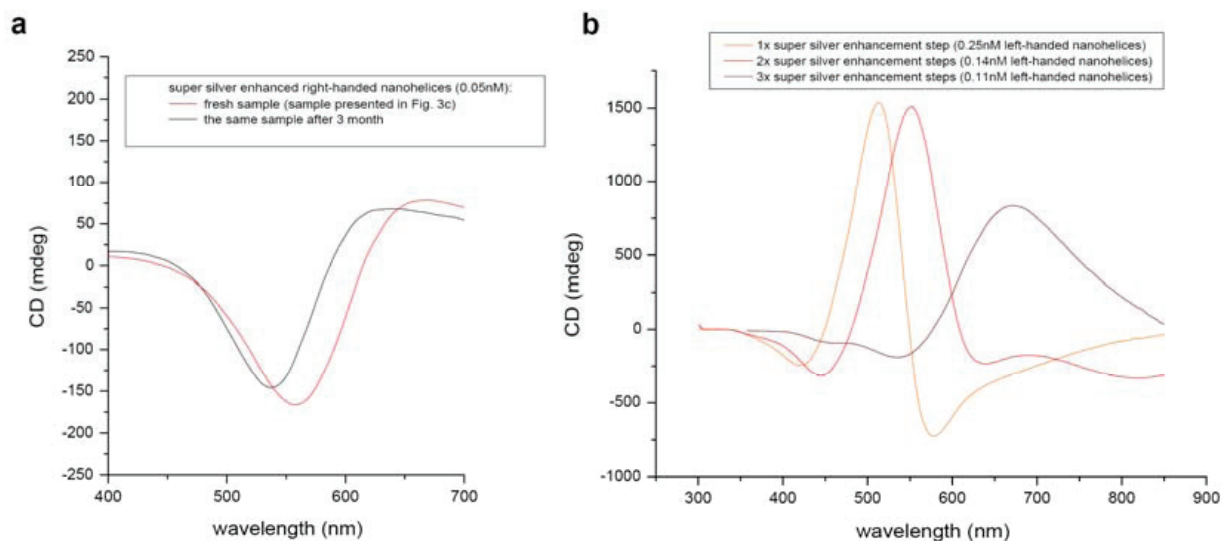 a
super silver enhanced right-handed nanohelices (0.05nM):
fresh sample (sample presented in Fig. 3c)
the same sample after 3 month
250
200
150
100
50
0
-50
-100
-150
-200
-250
CD (mdeg)
400
500
600
700
wavelength (nm)
b
1x super silver enhancement step (0.25nM left-handed nanohelices)
2x super silver enhancement steps (0.14nM left-handed nanohelices)
3x super silver enhancement steps (0.11nM left-handed nanohelices)
1500
1000
500
0
-500
-1000
CD (mdeg)
300
400
500
600
700
800
900
wavelength (nm)